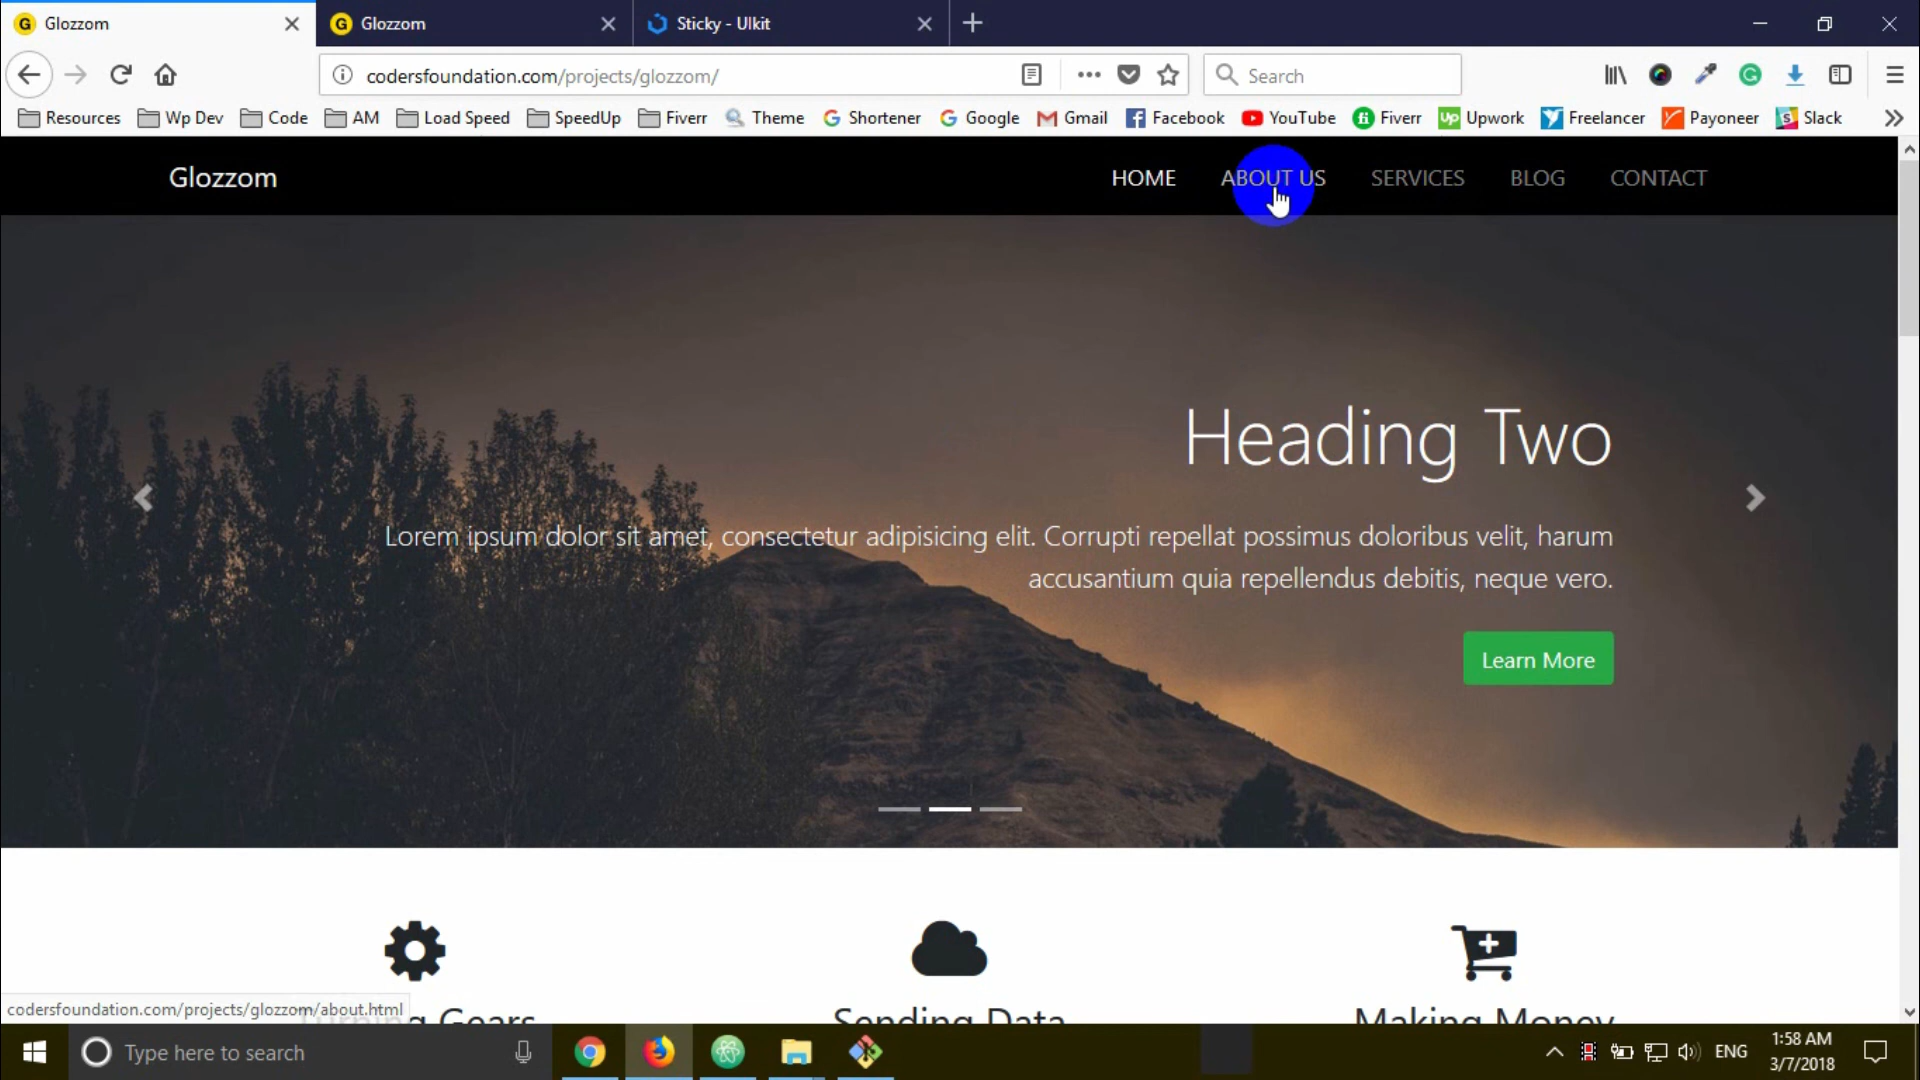 Glozzom
Glozzom
Sticky - UIkit
codersfoundation.com/projects/glozzom/
Search
Resources
Wp Dev
Code
AM
Load Speed
SpeedUp
Fiverr
Theme
Shortener
Google
Gmail
Facebook
YouTube
Fiverr
Upwork
Freelancer
Payoneer
Slack
Glozzom
HOME
ABOUT US
SERVICES
BLOG
CONTACT
Heading Two
Lorem ipsum dolor sit amet, consectetur adipisicing elit. Corrupti repellat possimus doloribus velit, harum
accusantium quia repellendus debitis, neque vero.
Learn More
Turning Gears
Sending Data
Making Money
codersfoundation.com/projects/glozzom/about.html
Type here to search
ENG
1:58 AM
3/7/2018